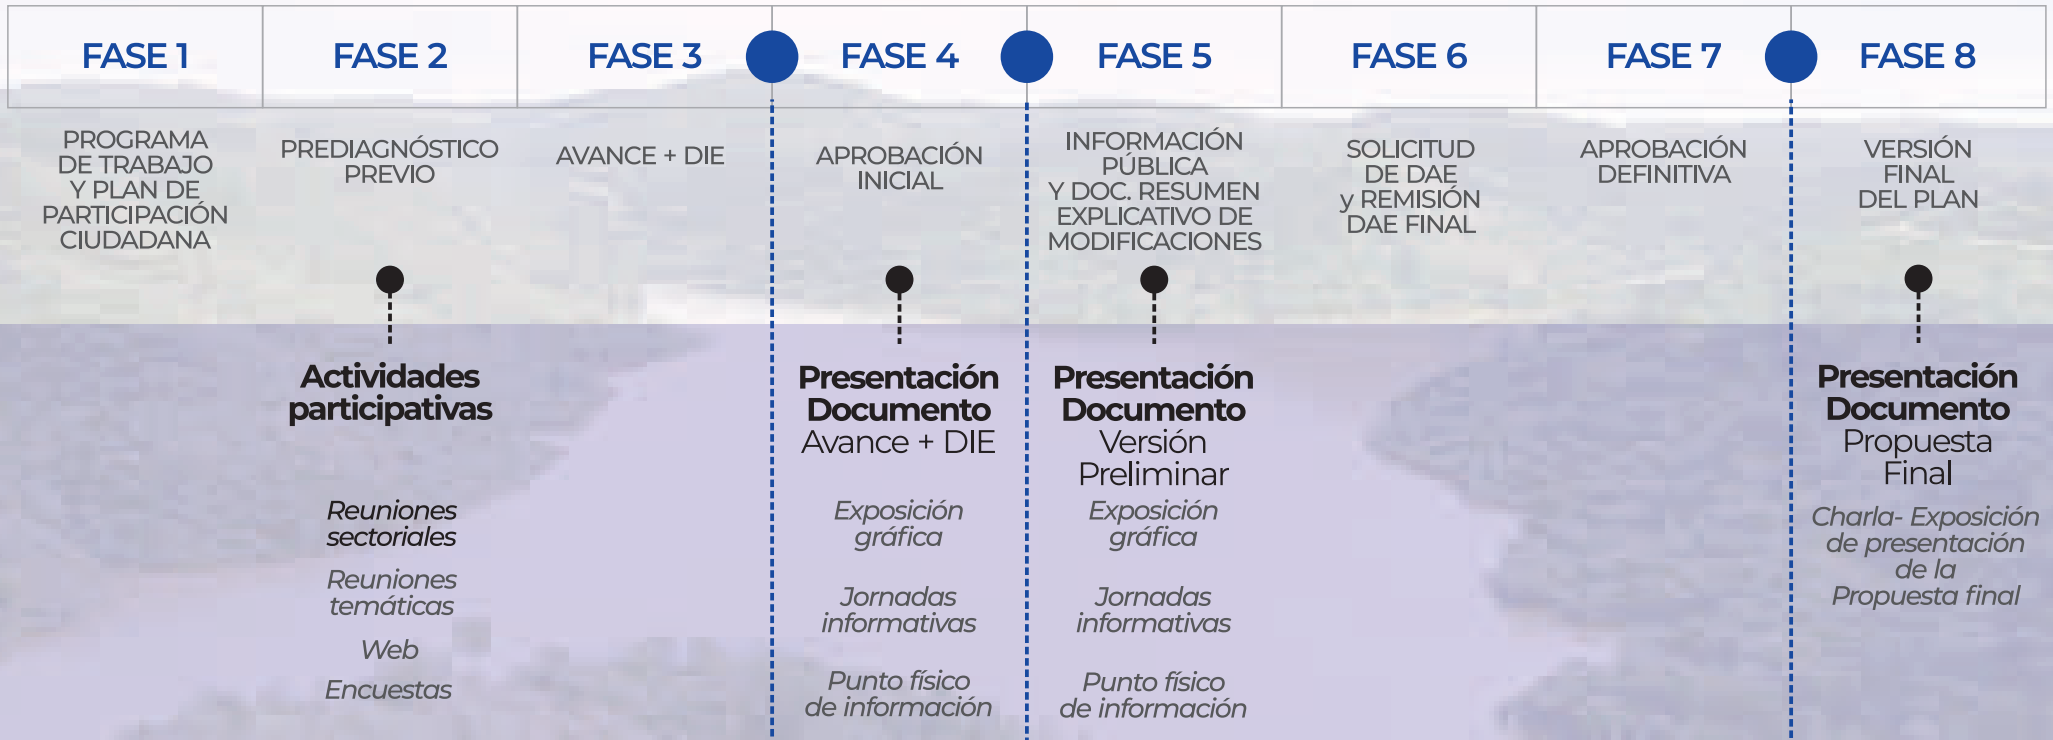 FASE 1
FASE 2
FASE 3
FASE 4
FASE 5
FASE 6
FASE 7
FASE 8
PROGRAMA
DE TRABAJO
Y PLAN DE
PARTICIPACIÓN
CIUDADANA
PREDIAGNÓSTICO
PREVIO
AVANCE + DIE
APROBACIÓN
INICIAL
INFORMACIÓN
PÚBLICA
Y DOC. RESUMEN
EXPLICATIVO DE
MODIFICACIONES
SOLICITUD
DE DAE
y REMISIÓN
DAE FINAL
APROBACIÓN
DEFINITIVA
VERSIÓN
FINAL
DEL PLAN
Actividades
participativas
Reuniones
sectoriales
Reuniones
temáticas
Web
Encuestas
Presentación
Documento
Avance + DIE
Exposición
gráfica
Jornadas
informativas
Punto físico
de información
Presentación
Documento
Versión
Preliminar
Exposición
gráfica
Jornadas
informativas
Punto físico
de información
Presentación
Documento
Propuesta
Final
Charla- Exposición
de presentación
de la
Propuesta final